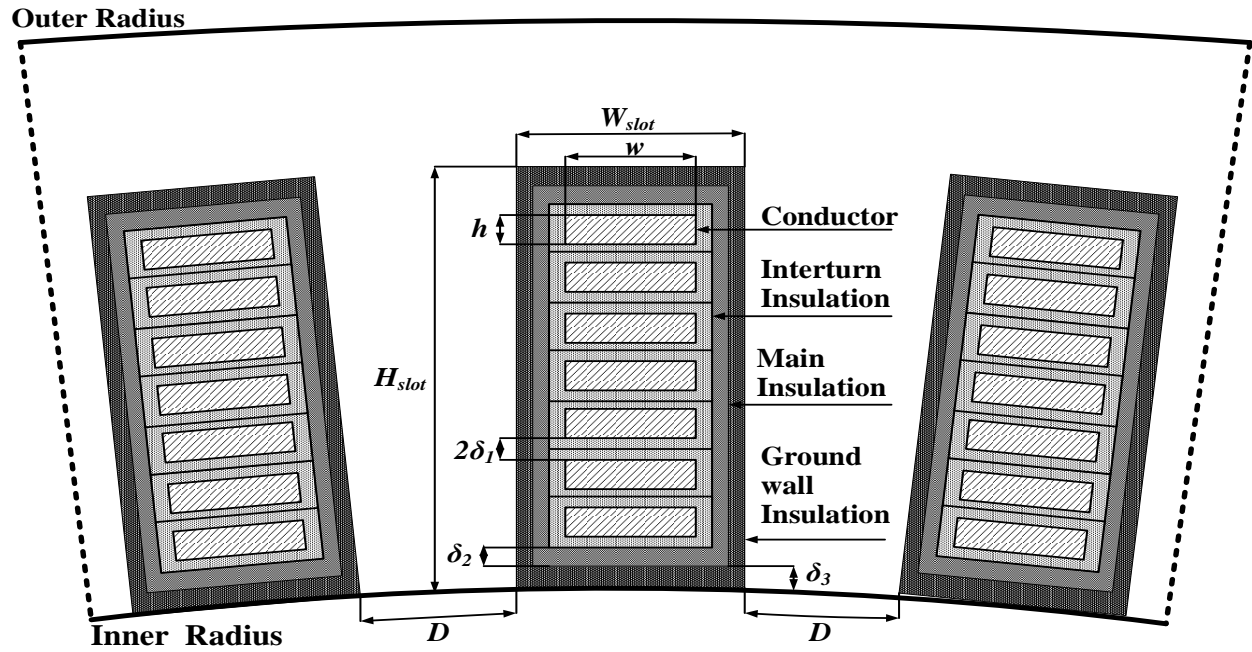 Outer Radius
W_slot
w
h
Conductor
Interturn
Insulation
H_slot
Main
Insulation
2δ₁
Ground
wall
Insulation
δ₂
δ₃
D
D
Inner Radius